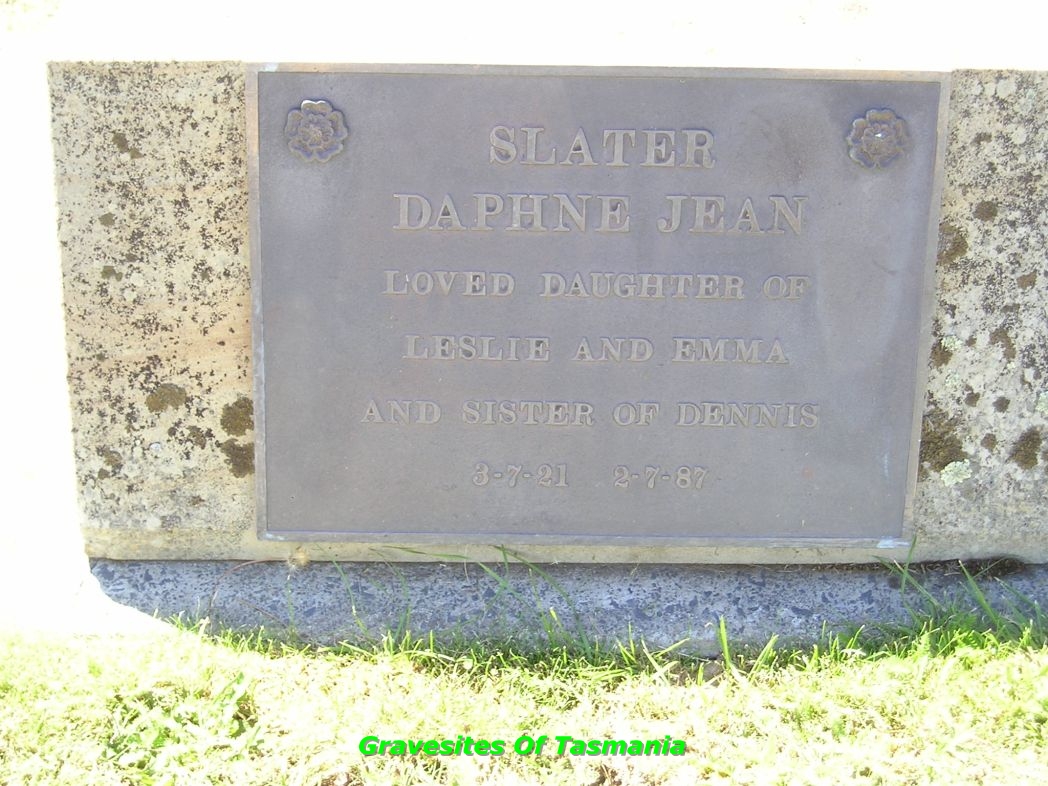 SLATER
DAPHNE JEAN
LOVED DAUGHTER OF
LESLIE AND EMMA
AND SISTER OF DENNIS
3-7-21 2-7-87
Gravesites Of Tasmania